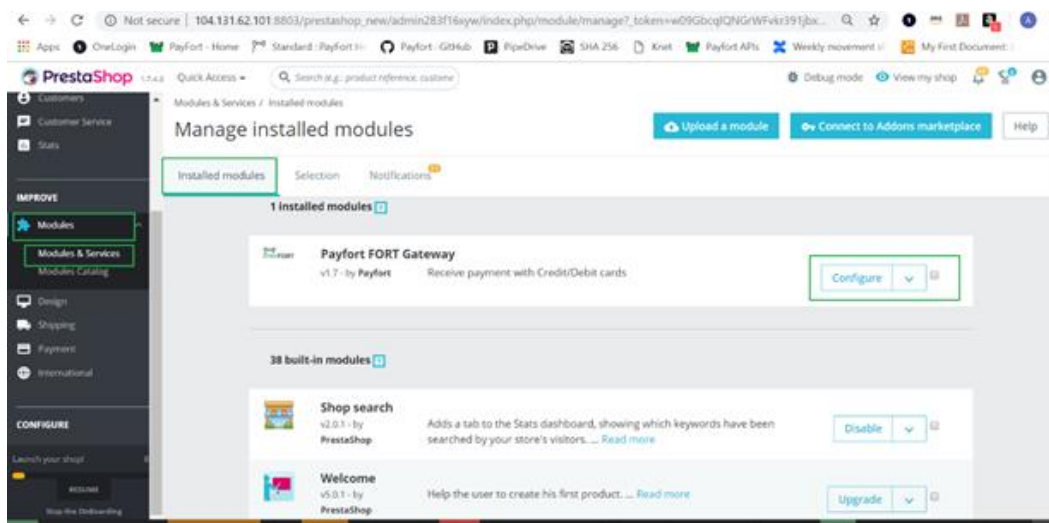 Not secure | 104.131.62.101:8803/prestashop_new/admin283f16xyw/index.php/module/manage?_token=w09GbcqlQNGrWFvkr391jbx...
Apps OneLogin Payfort - Home Standard :Payfort Payfort · GitHub PipeDrive SHA 256 Knet Payfort APIs Weekly movement My First Document
PrestaShop Quick Access Search (e.g.: product reference, custome Debug mode View my shop
Customers
Customer Service
Stats
IMPROVE
Modules
Modules & Services
Modules Catalog
Design
Shipping
Payment
International
CONFIGURE
Launch your shop!
RESUME
Stop the OnBoarding
Modules & Services / Installed modules
Manage installed modules
Upload a module
Connect to Addons marketplace
Help
Installed modules Selection Notifications
1 installed modules
Payfort FORT Gateway
v1.7 - by Payfort Receive payment with Credit/Debit cards
Configure
38 built-in modules
Shop search
v2.0.1 - by PrestaShop
Adds a tab to the Stats dashboard, showing which keywords have been
searched by your store's visitors. ... Read more
Disable
Welcome
v5.0.1 - by PrestaShop
Help the user to create his first product. ... Read more
Upgrade